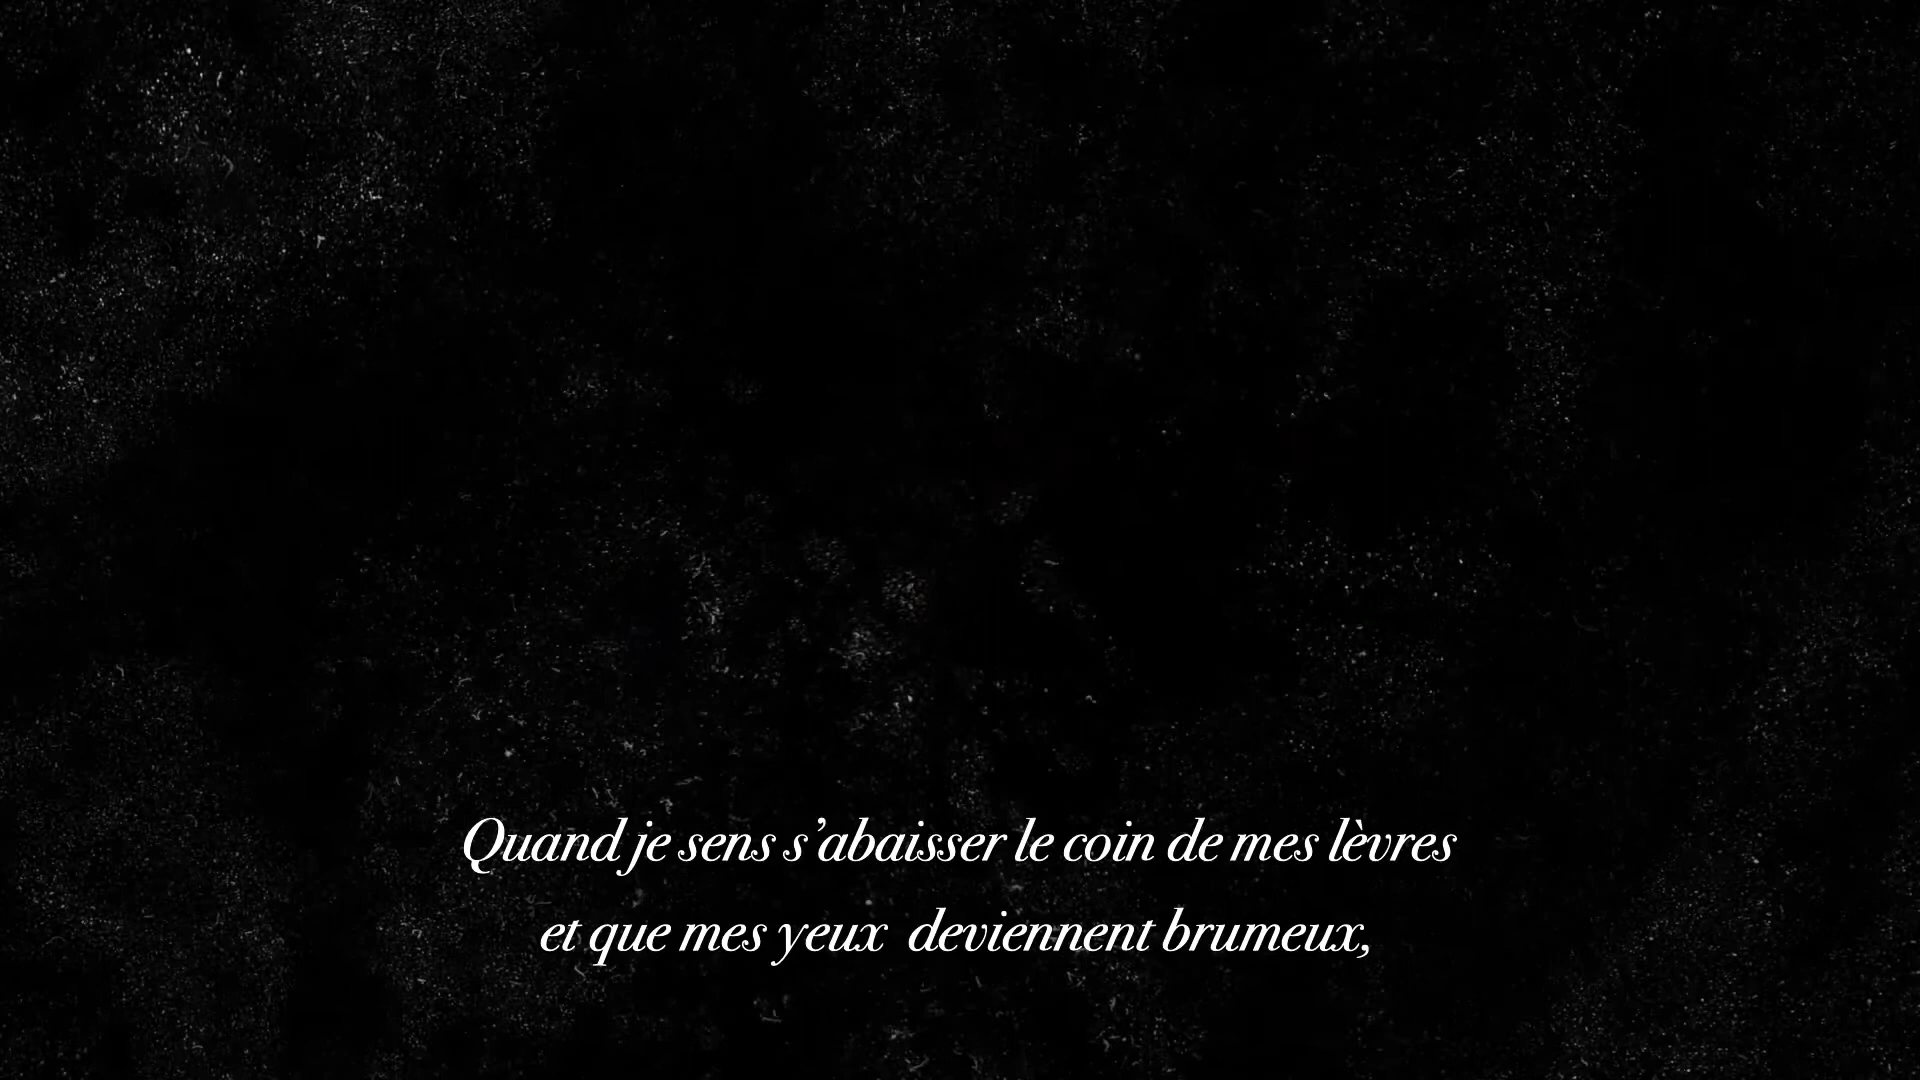 Quand je sens s’abaisser le coin de mes lèvres
et que mes yeux deviennent brumeux,